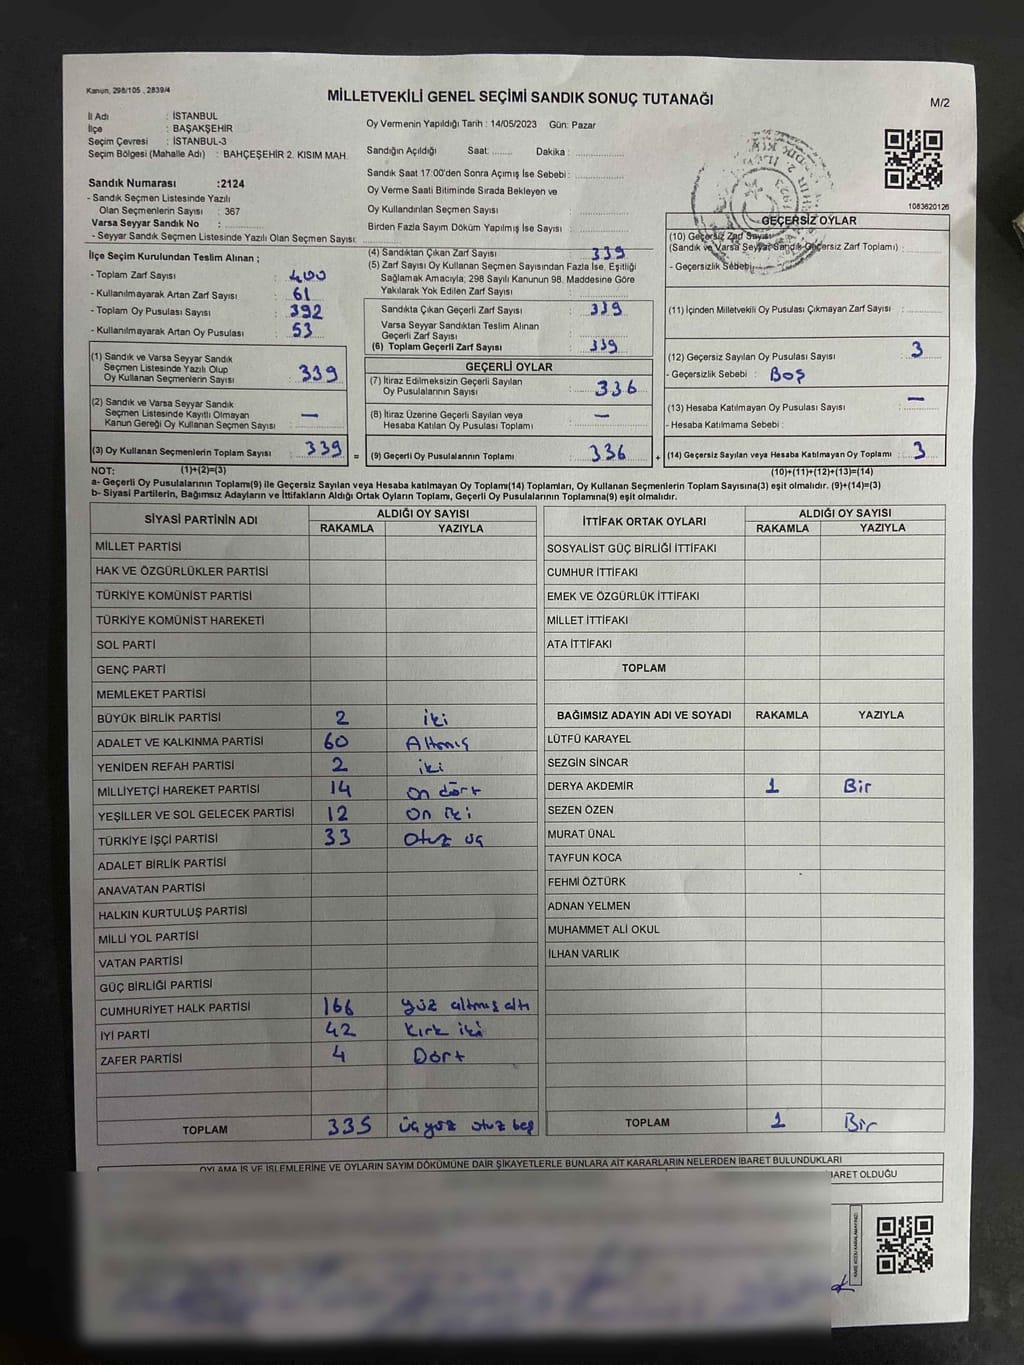 Kanun, 298/105 , 2839/4
MİLLETVEKİLİ GENEL SEÇİMİ SANDIK SONUÇ TUTANAĞI
M/2
İl Adı : İSTANBUL
İlçe : BAŞAKŞEHİR
Seçim Çevresi : İSTANBUL-3
Seçim Bölgesi (Mahalle Adı) : BAHÇEŞEHİR 2. KISIM MAH.
Sandık Numarası :2124
- Sandık Seçmen Listesinde Yazılı
Olan Seçmenlerin Sayısı : 367
Varsa Seyyar Sandık No :
- Seyyar Sandık Seçmen Listesinde Yazılı Olan Seçmen Sayısı:
Oy Vermenin Yapıldığı Tarih : 14/05/2023 Gün: Pazar
Sandığın Açıldığı Saat: ........ Dakika : ................
Sandık Saat 17:00'den Sonra Açımış İse Sebebi : ................
Oy Verme Saati Bitiminde Sırada Bekleyen ve
Oy Kullandırılan Seçmen Sayısı ................
Birden Fazla Sayım Döküm Yapılmış İse Sayısı : ................
1083620126
İlçe Seçim Kurulundan Teslim Alınan ;
- Toplam Zarf Sayısı : 400
- Kullanılmayarak Artan Zarf Sayısı : 61
- Toplam Oy Pusulası Sayısı : 392
- Kullanılmayarak Artan Oy Pusulası : 53
(1) Sandık ve Varsa Seyyar Sandık
Seçmen Listesinde Yazılı Olup
Oy Kullanan Seçmenlerin Sayısı : 339
(2) Sandık ve Varsa Seyyar Sandık
Seçmen Listesinde Kayıtlı Olmayan
Kanun Gereği Oy Kullanan Seçmen Sayısı : —
(3) Oy Kullanan Seçmenlerin Toplam Sayısı : 339
(4) Sandıktan Çıkan Zarf Sayısı : 339
(5) Zarf Sayısı Oy Kullanan Seçmen Sayısından Fazla İse, Eşitliği
Sağlamak Amacıyla; 298 Sayılı Kanunun 98. Maddesine Göre
Yakılarak Yok Edilen Zarf Sayısı :
Sandıkta Çıkan Geçerli Zarf Sayısı : 339
Varsa Seyyar Sandıktan Teslim Alınan
Geçerli Zarf Sayısı :
(6) Toplam Geçerli Zarf Sayısı : 339
GEÇERLİ OYLAR
(7) İtiraz Edilmeksizin Geçerli Sayılan
Oy Pusulalarının Sayısı : 336
(8) İtiraz Üzerine Geçerli Sayılan veya
Hesaba Katılan Oy Pusulası Toplamı : —
= (9) Geçerli Oy Pusulalarının Toplamı : 336
GEÇERSİZ OYLAR
(10) Geçersiz Zarf Sayısı
(Sandık ve Varsa Seyyar Sandık Geçersiz Zarf Toplamı) :
- Geçersizlik Sebebi
(11) İçinden Milletvekili Oy Pusulası Çıkmayan Zarf Sayısı :
(12) Geçersiz Sayılan Oy Pusulası Sayısı : 3
- Geçersizlik Sebebi : Boş
(13) Hesaba Katılmayan Oy Pusulası Sayısı : —
- Hesaba Katılmama Sebebi :
+ (14) Geçersiz Sayılan veya Hesaba Katılmayan Oy Toplamı : 3
NOT: (1)+(2)=(3) (10)+(11)+(12)+(13)=(14)
a- Geçerli Oy Pusulalarının Toplamı(9) ile Geçersiz Sayılan veya Hesaba katılmayan Oy Toplamı(14) Toplamları, Oy Kullanan Seçmenlerin Toplam Sayısına(3) eşit olmalıdır. (9)+(14)=(3)
b- Siyasi Partilerin, Bağımsız Adayların ve İttifakların Aldığı Ortak Oyların Toplamı, Geçerli Oy Pusulalarının Toplamına(9) eşit olmalıdır.
SİYASİ PARTİNİN ADI ALDIĞI OY SAYISI
RAKAMLA YAZIYLA
MİLLET PARTİSİ
HAK VE ÖZGÜRLÜKLER PARTİSİ
TÜRKİYE KOMÜNİST PARTİSİ
TÜRKİYE KOMÜNİST HAREKETİ
SOL PARTİ
GENÇ PARTİ
MEMLEKET PARTİSİ
BÜYÜK BİRLİK PARTİSİ 2 iki
ADALET VE KALKINMA PARTİSİ 60 Altmış
YENİDEN REFAH PARTİSİ 2 iki
MİLLİYETÇİ HAREKET PARTİSİ 14 on dört
YEŞİLLER VE SOL GELECEK PARTİSİ 12 on iki
TÜRKİYE İŞÇİ PARTİSİ 33 otuz üç
ADALET BİRLİK PARTİSİ
ANAVATAN PARTİSİ
HALKIN KURTULUŞ PARTİSİ
MİLLİ YOL PARTİSİ
VATAN PARTİSİ
GÜÇ BİRLİĞİ PARTİSİ
CUMHURİYET HALK PARTİSİ 166 yüz altmış altı
İYİ PARTİ 42 kırk iki
ZAFER PARTİSİ 4 Dört
TOPLAM 335 üçyüz otuz beş
İTTİFAK ORTAK OYLARI ALDIĞI OY SAYISI
RAKAMLA YAZIYLA
SOSYALİST GÜÇ BİRLİĞİ İTTİFAKI
CUMHUR İTTİFAKI
EMEK VE ÖZGÜRLÜK İTTİFAKI
MİLLET İTTİFAKI
ATA İTTİFAKI
TOPLAM
BAĞIMSIZ ADAYIN ADI VE SOYADI RAKAMLA YAZIYLA
LÜTFÜ KARAYEL
SEZGİN SİNCAR
DERYA AKDEMİR 1 Bir
SEZEN ÖZEN
MURAT ÜNAL
TAYFUN KOCA
FEHMİ ÖZTÜRK
ADNAN YELMEN
MUHAMMET ALİ OKUL
İLHAN VARLIK
TOPLAM 1 Bir
OYLAMA İŞ VE İŞLEMLERİNE VE OYLARIN SAYIM DÖKÜMÜNE DAİR ŞİKAYETLERLE BUNLARA AİT KARARLARIN NELERDEN İBARET BULUNDUKLARI
İBARET OLDUĞU